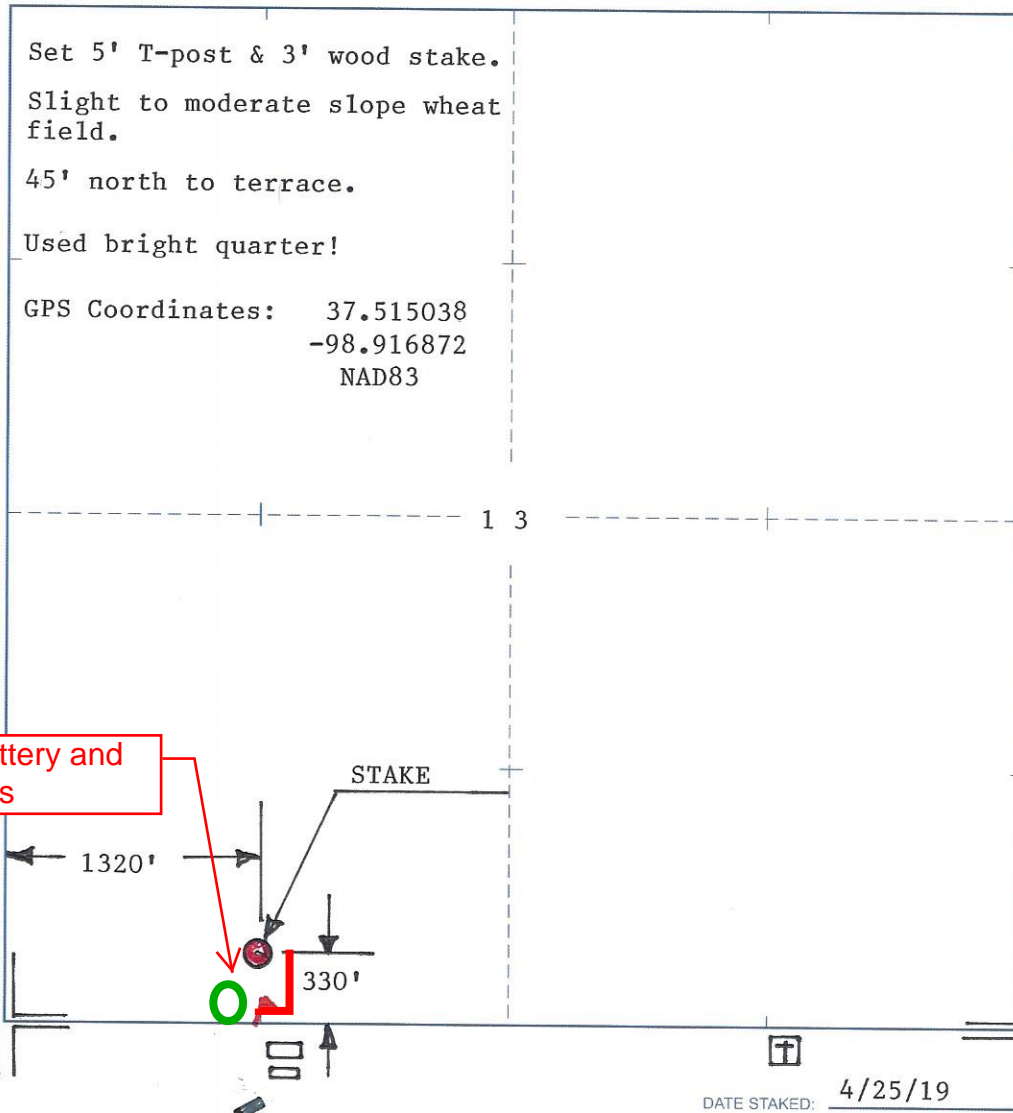 Set 5' T-post & 3' wood stake.
Slight to moderate slope wheat
field.
45' north to terrace.
Used bright quarter!
GPS Coordinates: 37.515038
-98.916872
NAD83
1 3
ttery and
s
STAKE
1320'
330'
DATE STAKED: 4/25/19